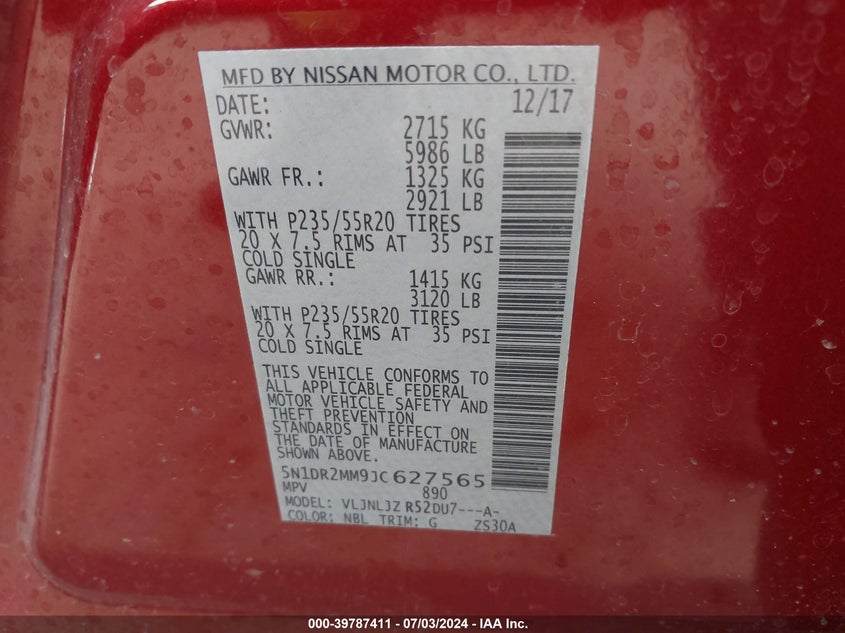 MFD BY NISSAN MOTOR CO., LTD.
DATE: 12/17
GVWR: 2715 KG
5986 LB
GAWR FR.: 1325 KG
2921 LB
WITH P235/55R20 TIRES
20 X 7.5 RIMS AT 35 PSI
COLD SINGLE
GAWR RR.: 1415 KG
3120 LB
WITH P235/55R20 TIRES
20 X 7.5 RIMS AT 35 PSI
COLD SINGLE
THIS VEHICLE CONFORMS TO
ALL APPLICABLE FEDERAL
MOTOR VEHICLE SAFETY AND
THEFT PREVENTION
STANDARDS IN EFFECT ON
THE DATE OF MANUFACTURE
SHOWN ABOVE.
5N1DR2MM9JC627565
MPV 890
MODEL: VLJNLJZ R52DU7---A-
COLOR: NBL TRIM: G ZS30A
000-39787411 - 07/03/2024 - IAA Inc.